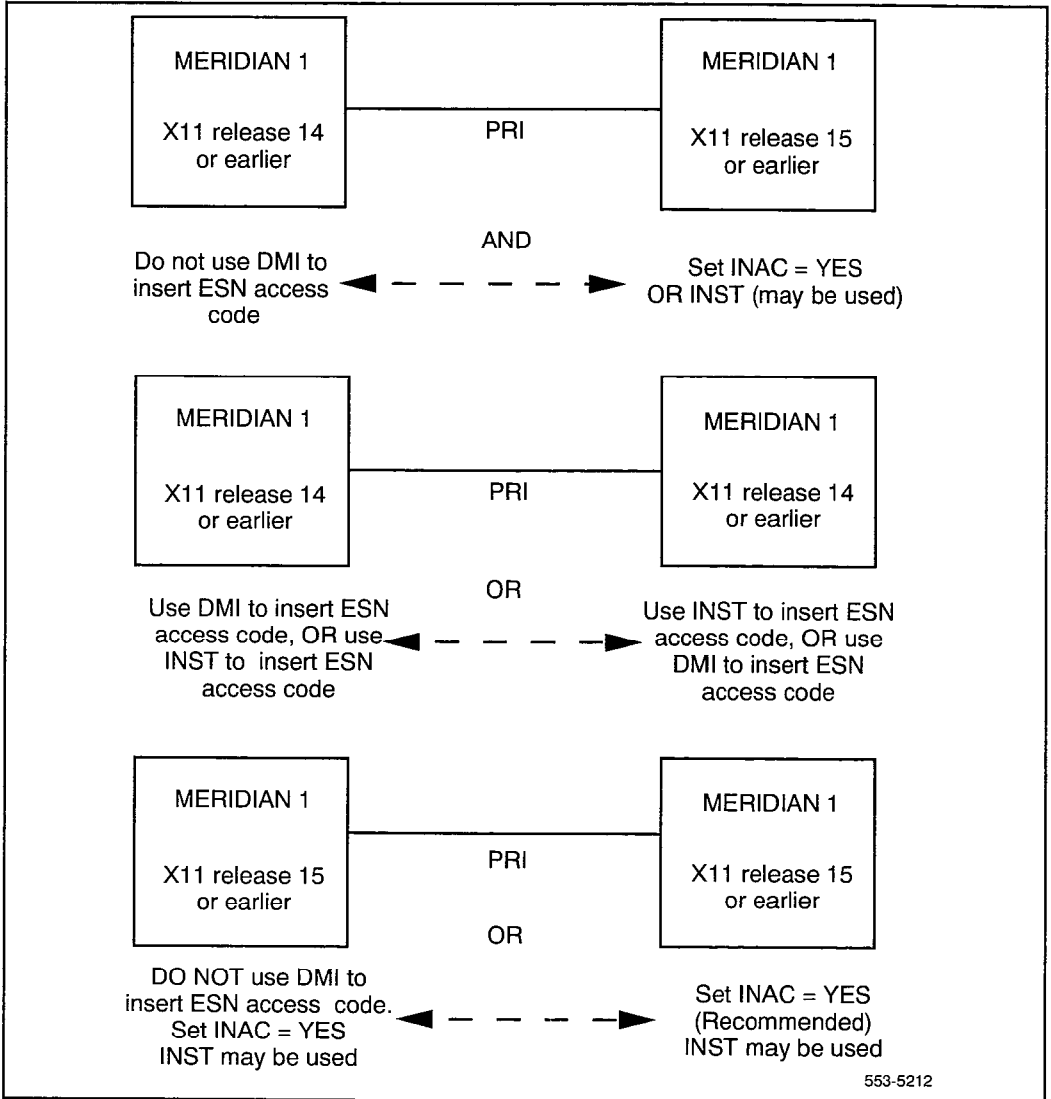 MERIDIAN 1
X11 release 14
or earlier
PRI
MERIDIAN 1
X11 release 15
or earlier
Do not use DMI to
insert ESN access
code
AND
Set INAC = YES
OR INST (may be used)
MERIDIAN 1
X11 release 14
or earlier
PRI
MERIDIAN 1
X11 release 14
or earlier
Use DMI to insert ESN
access code, OR use
INST to insert ESN
access code
OR
Use INST to insert ESN
access code, OR use
DMI to insert ESN
access code
MERIDIAN 1
X11 release 15
or earlier
PRI
MERIDIAN 1
X11 release 15
or earlier
OR
DO NOT use DMI to
insert ESN access code.
Set INAC = YES
INST may be used
Set INAC = YES
(Recommended)
INST may be used
553-5212